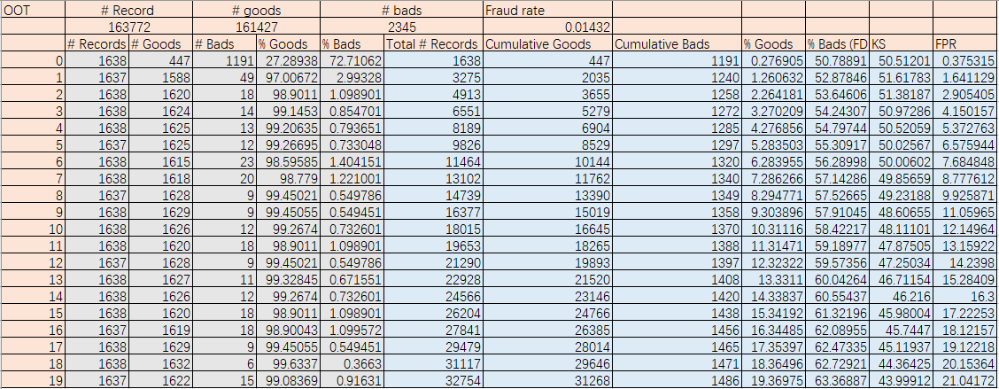 OOT # Record # goods # bads Fraud rate
163772 161427 2345 0.01432
# Records # Goods # Bads % Goods % Bads Total # Records Cumulative Goods Cumulative Bads % Goods % Bads (FD KS FPR
0 1638 447 1191 27.28938 72.71062 1638 447 1191 0.276905 50.78891 50.51201 0.375315
1 1637 1588 49 97.00672 2.99328 3275 2035 1240 1.260632 52.87846 51.61783 1.641129
2 1638 1620 18 98.9011 1.098901 4913 3655 1258 2.264181 53.64606 51.38187 2.905405
3 1638 1624 14 99.1453 0.854701 6551 5279 1272 3.270209 54.24307 50.97286 4.150157
4 1638 1625 13 99.20635 0.793651 8189 6904 1285 4.276856 54.79744 50.52059 5.372763
5 1637 1625 12 99.26695 0.733048 9826 8529 1297 5.283503 55.30917 50.02567 6.575944
6 1638 1615 23 98.59585 1.404151 11464 10144 1320 6.283955 56.28998 50.00602 7.684848
7 1638 1618 20 98.779 1.221001 13102 11762 1340 7.286266 57.14286 49.85659 8.777612
8 1637 1628 9 99.45021 0.549786 14739 13390 1349 8.294771 57.52665 49.23188 9.925871
9 1638 1629 9 99.45055 0.549451 16377 15019 1358 9.303896 57.91045 48.60655 11.05965
10 1638 1626 12 99.2674 0.732601 18015 16645 1370 10.31116 58.42217 48.11101 12.14964
11 1638 1620 18 98.9011 1.098901 19653 18265 1388 11.31471 59.18977 47.87505 13.15922
12 1637 1628 9 99.45021 0.549786 21290 19893 1397 12.32322 59.57356 47.25034 14.2398
13 1638 1627 11 99.32845 0.671551 22928 21520 1408 13.3311 60.04264 46.71154 15.28409
14 1638 1626 12 99.2674 0.732601 24566 23146 1420 14.33837 60.55437 46.216 16.3
15 1638 1620 18 98.9011 1.098901 26204 24766 1438 15.34192 61.32196 45.98004 17.22253
16 1637 1619 18 98.90043 1.099572 27841 26385 1456 16.34485 62.08955 45.7447 18.12157
17 1638 1629 9 99.45055 0.549451 29479 28014 1465 17.35397 62.47335 45.11937 19.12218
18 1638 1632 6 99.6337 0.3663 31117 29646 1471 18.36496 62.72921 44.36425 20.15364
19 1637 1622 15 99.08369 0.91631 32754 31268 1486 19.36975 63.36887 43.99912 21.04172